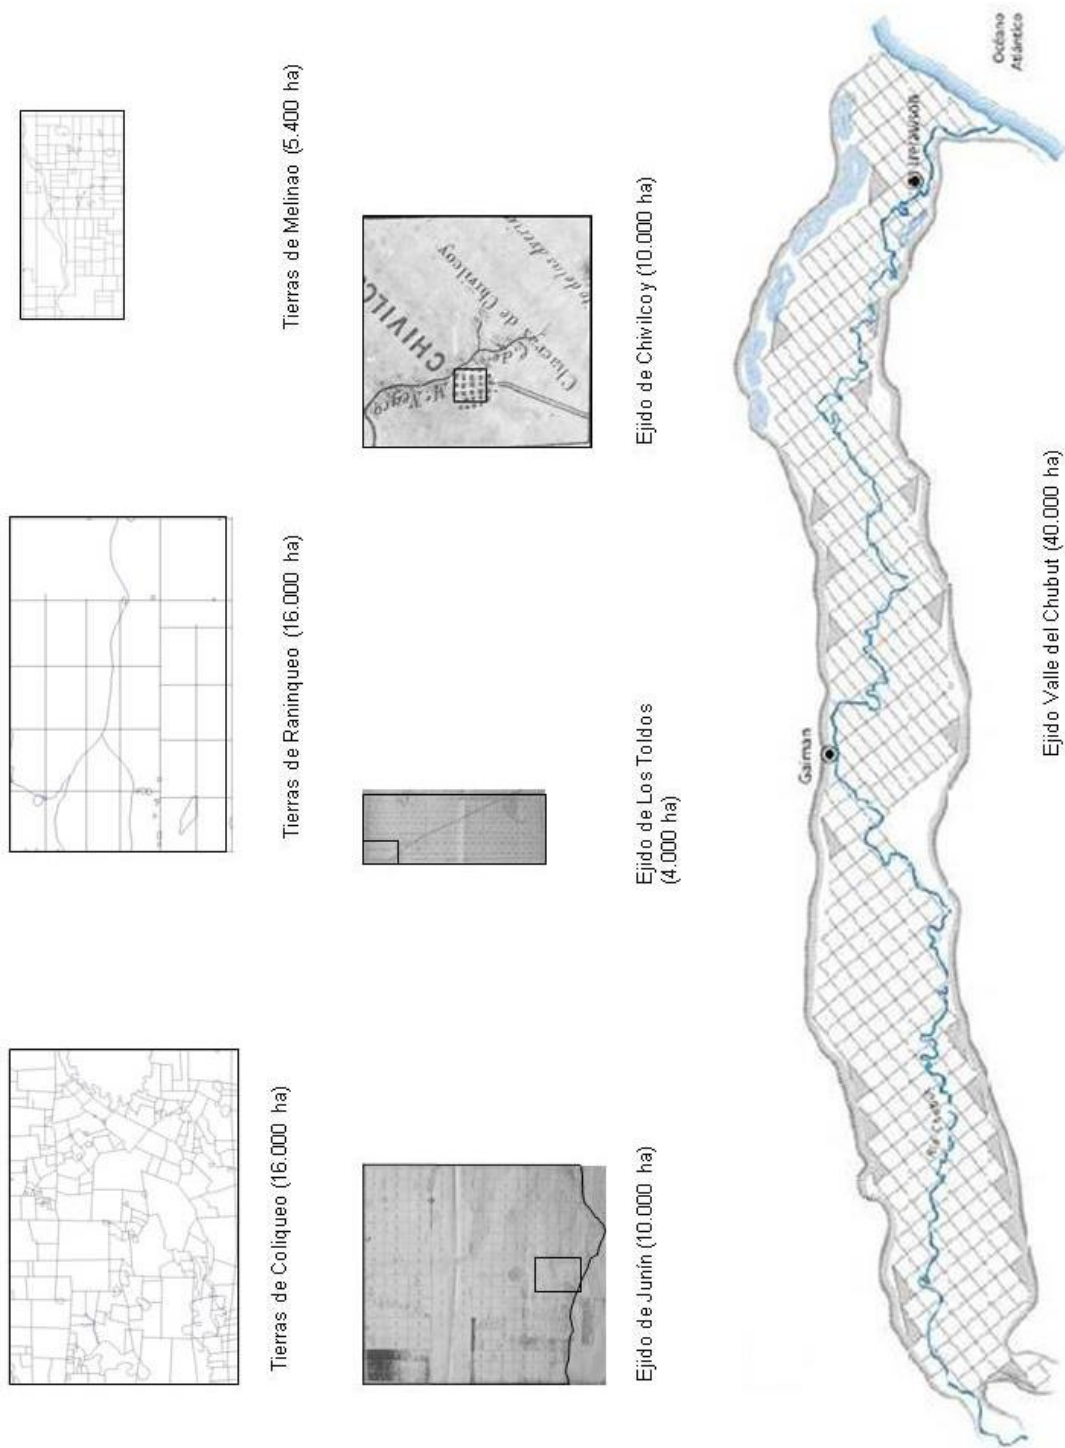 Tierras de Coliqueo (16.000 ha)
Tierras de Raninqueo (16.000 ha)
Tierras de Melinao (5.400 ha)
CHIVILC
Chacras de Chivilcoy
Ejido de Junín (10.000 ha)
Ejido de Los Toldos
(4.000 ha)
Ejido de Chivilcoy (10.000 ha)
Gaiman
Océano
Atlántico
Ejido Valle del Chubut (40.000 ha)